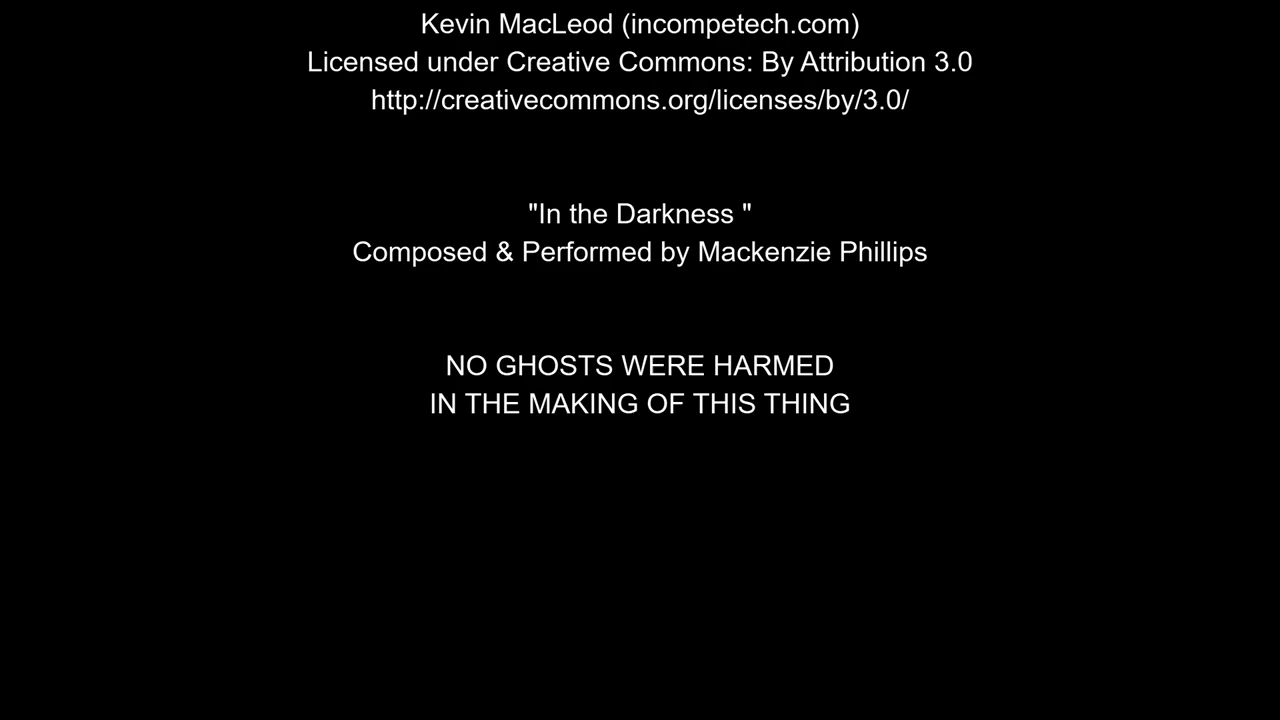 Kevin MacLeod (incompetech.com)
Licensed under Creative Commons: By Attribution 3.0
http://creativecommons.org/licenses/by/3.0/
"In the Darkness "
Composed & Performed by Mackenzie Phillips
NO GHOSTS WERE HARMED
IN THE MAKING OF THIS THING